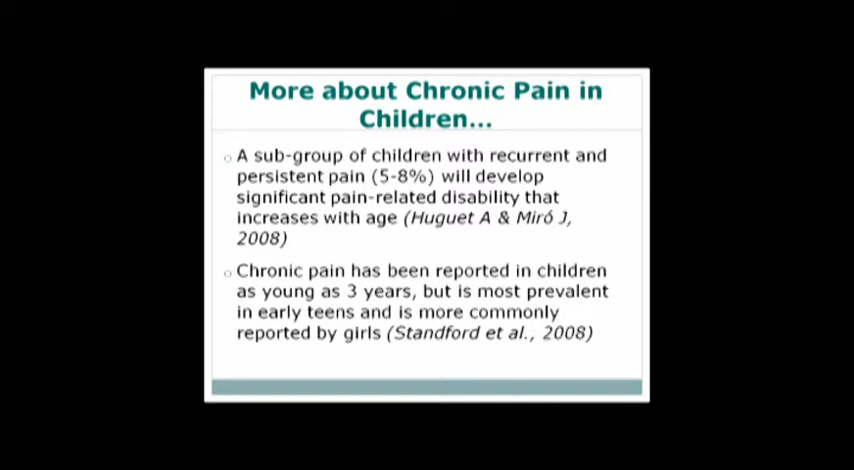 More about Chronic Pain in
Children...
○ A sub-group of children with recurrent and
persistent pain (5-8%) will develop
significant pain-related disability that
increases with age (Huguet A & Miró J,
2008)
○ Chronic pain has been reported in children
as young as 3 years, but is most prevalent
in early teens and is more commonly
reported by girls (Standford et al., 2008)